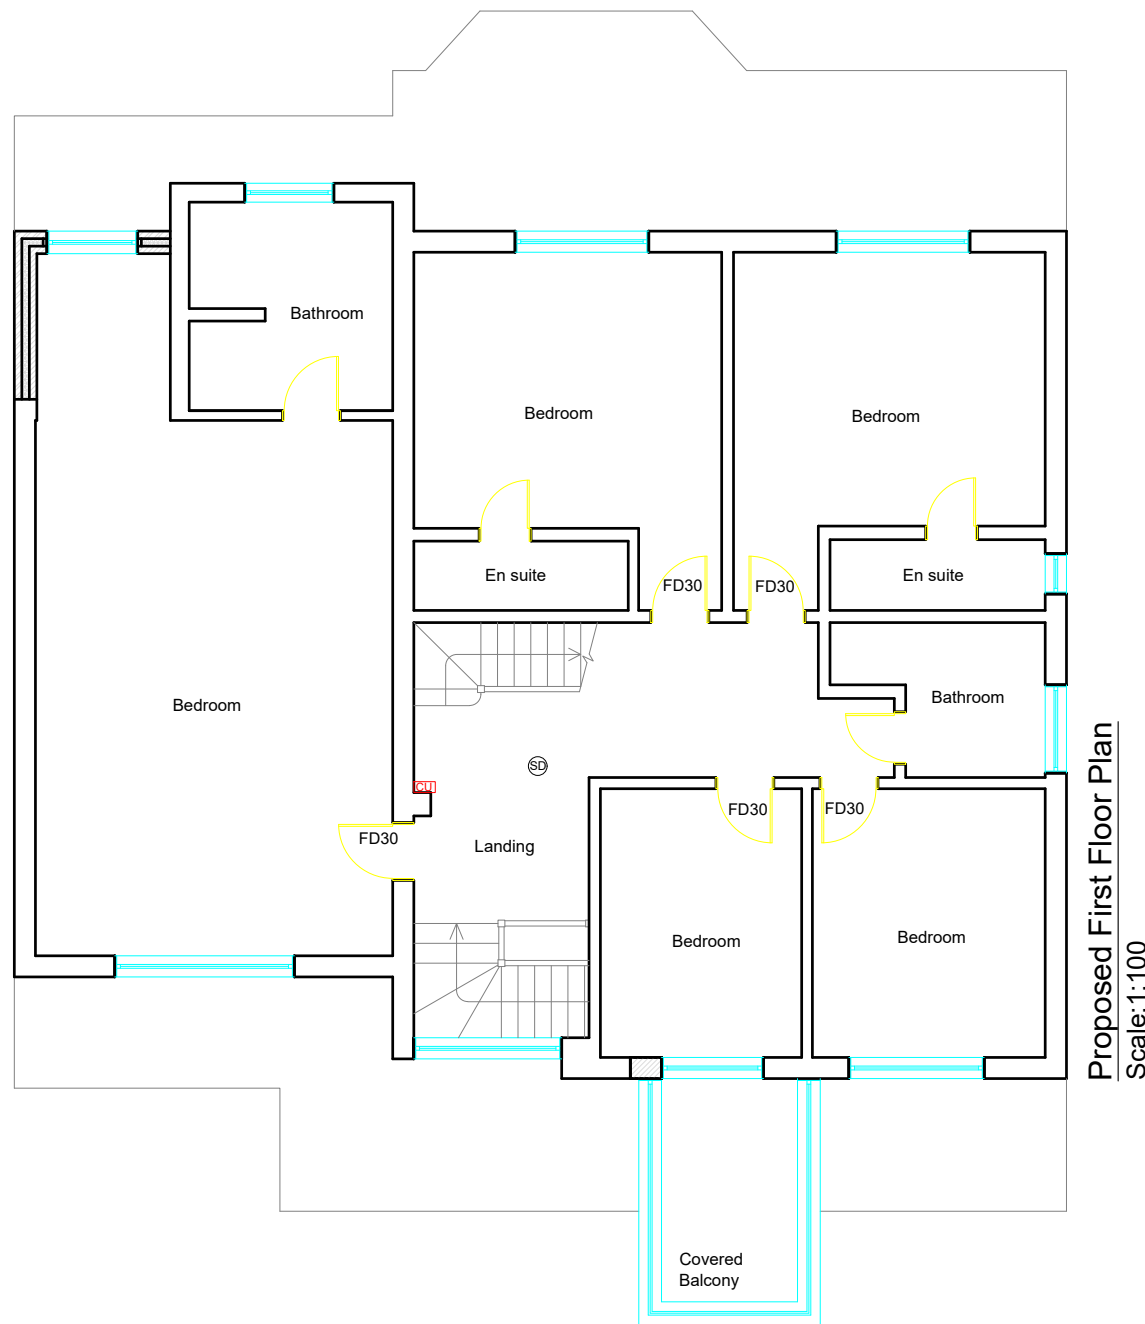 Bathroom
Bedroom
Bedroom
En suite
FD30
FD30
En suite
Bedroom
Bathroom
SD
CU
FD30
Landing
FD30
FD30
Bedroom
Bedroom
Covered
Balcony
Proposed First Floor Plan
Scale:1:100